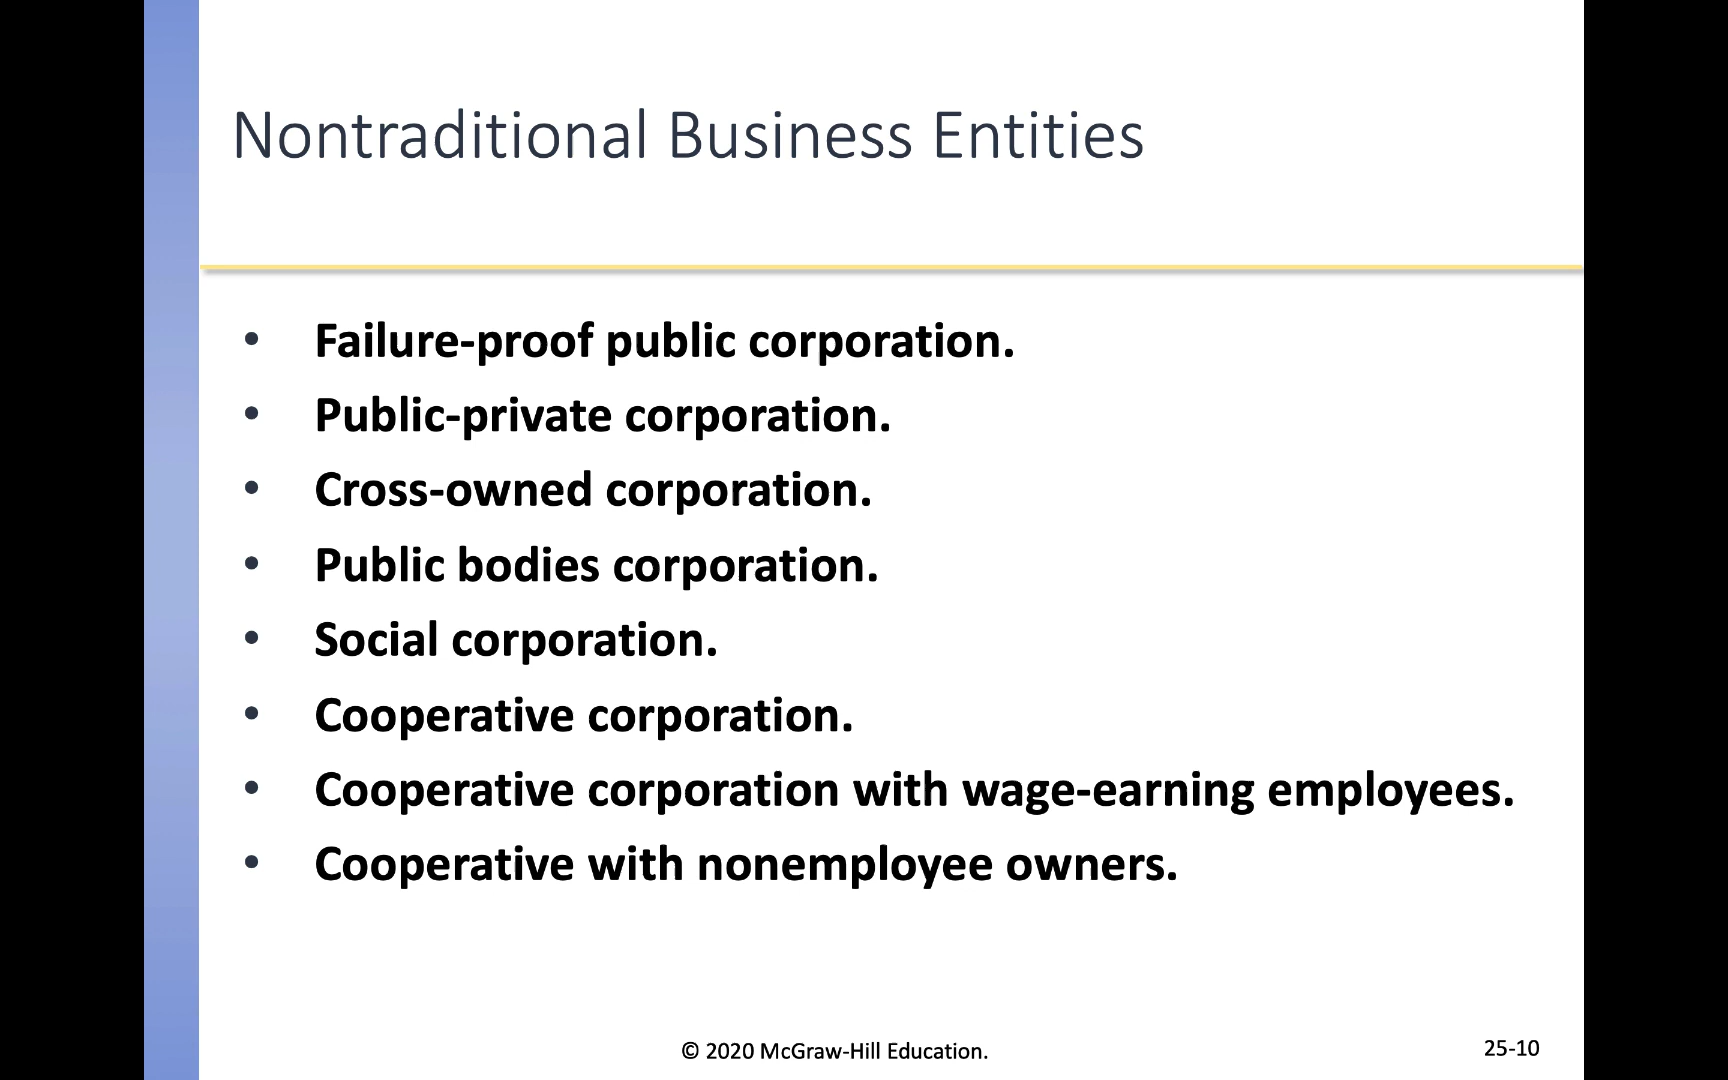 Nontraditional Business Entities
• Failure-proof public corporation.
• Public-private corporation.
• Cross-owned corporation.
• Public bodies corporation.
• Social corporation.
• Cooperative corporation.
• Cooperative corporation with wage-earning employees.
• Cooperative with nonemployee owners.
© 2020 McGraw-Hill Education.
25-10